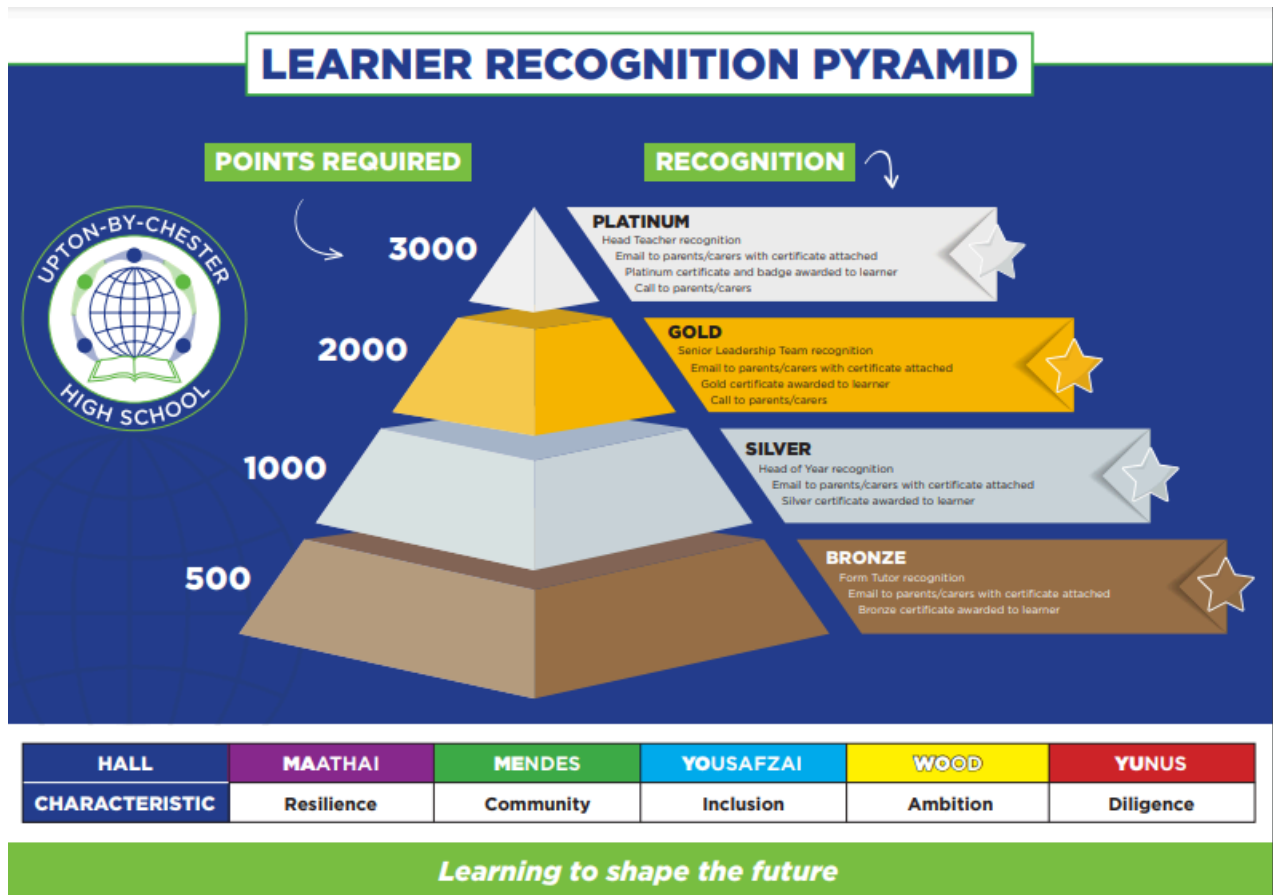 LEARNER RECOGNITION PYRAMID
POINTS REQUIRED
RECOGNITION
UPTON-BY-CHESTER
HIGH SCHOOL
3000
PLATINUM
Head Teacher recognition
Email to parents/carers with certificate attached
Platinum certificate and badge awarded to learner
Call to parents/carers
2000
GOLD
Senior Leadership Team recognition
Email to parents/carers with certificate attached
Gold certificate awarded to learner
Call to parents/carers
1000
SILVER
Head of Year recognition
Email to parents/carers with certificate attached
Silver certificate awarded to learner
500
BRONZE
Form Tutor recognition
Email to parents/carers with certificate attached
Bronze certificate awarded to learner
HALL MAATHAI MENDES YOUSAFZAI WOOD YUNUS
CHARACTERISTIC Resilience Community Inclusion Ambition Diligence
Learning to shape the future